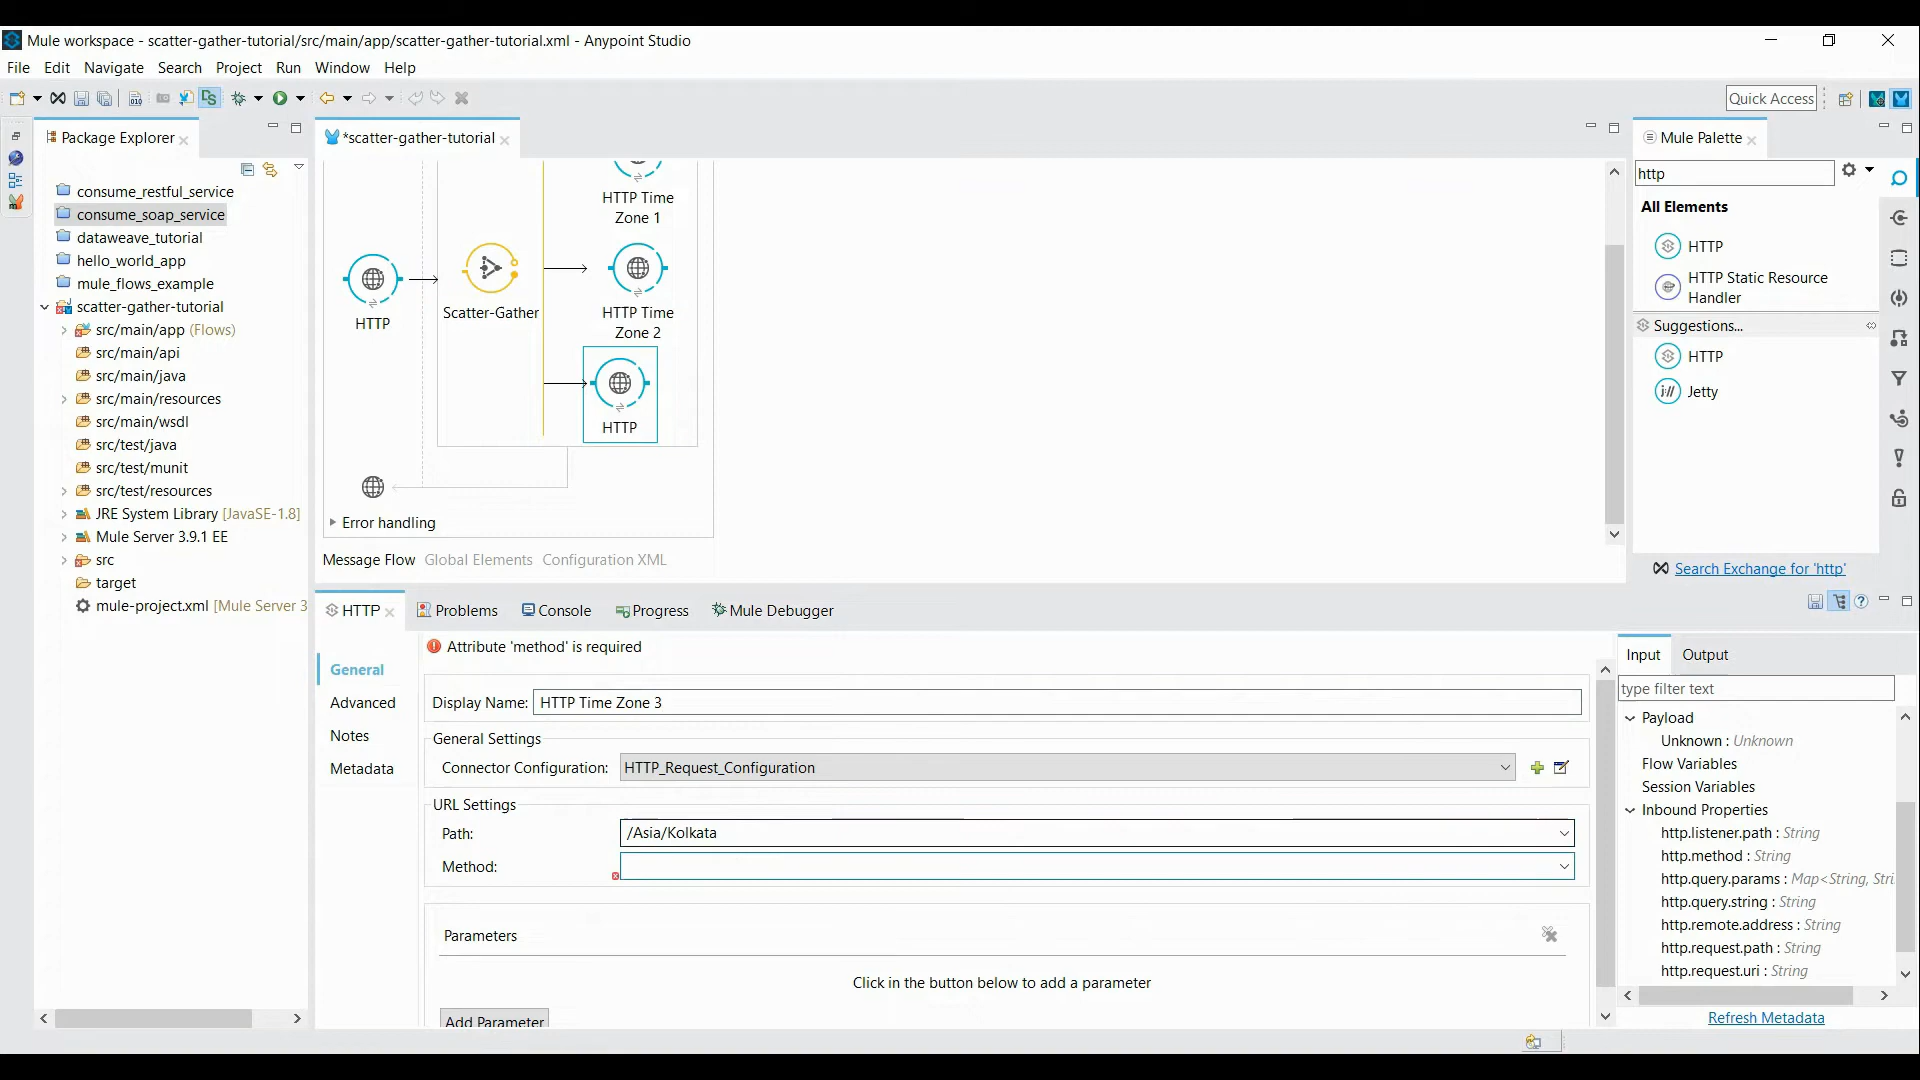 Mule workspace - scatter-gather-tutorial/src/main/app/scatter-gather-tutorial.xml - Anypoint Studio
File Edit Navigate Search Project Run Window Help
Quick Access
Package Explorer
consume_restful_service
consume_soap_service
dataweave_tutorial
hello_world_app
mule_flows_example
scatter-gather-tutorial
src/main/app (Flows)
src/main/api
src/main/java
src/main/resources
src/main/wsdl
src/test/java
src/test/munit
src/test/resources
JRE System Library [JavaSE-1.8]
Mule Server 3.9.1 EE
src
target
mule-project.xml [Mule Server 3
*scatter-gather-tutorial
HTTP Time
Zone 1
HTTP
Scatter-Gather
HTTP Time
Zone 2
HTTP
Error handling
Message Flow Global Elements Configuration XML
Mule Palette
http
All Elements
HTTP
HTTP Static Resource
Handler
Suggestions...
HTTP
Jetty
Search Exchange for 'http'
HTTP Problems Console Progress Mule Debugger
Attribute 'method' is required
General
Advanced
Notes
Metadata
Display Name: HTTP Time Zone 3
General Settings
Connector Configuration: HTTP_Request_Configuration
URL Settings
Path: /Asia/Kolkata
Method:
Parameters
Click in the button below to add a parameter
Add Parameter
Input Output
type filter text
Payload
Unknown : Unknown
Flow Variables
Session Variables
Inbound Properties
http.listener.path : String
http.method : String
http.query.params : Map<String, Stri
http.query.string : String
http.remote.address : String
http.request.path : String
http.request.uri : String
Refresh Metadata